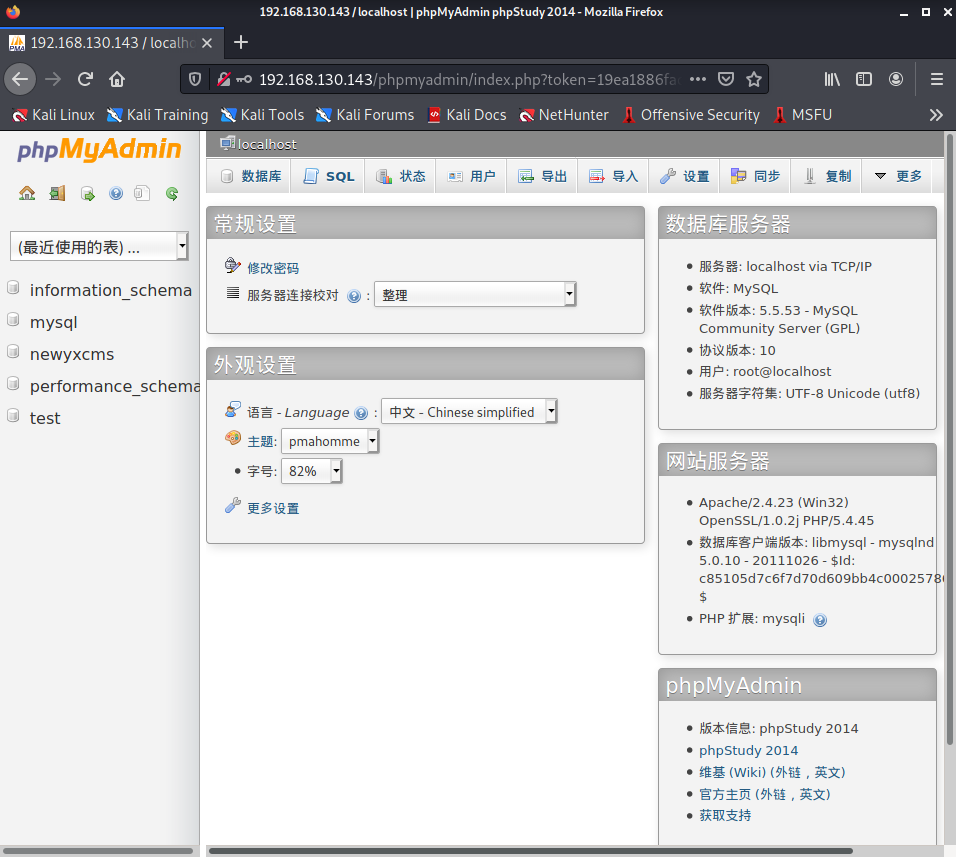 192.168.130.143 / localhost | phpMyAdmin phpStudy 2014 - Mozilla Firefox
192.168.130.143 / localho
192.168.130.143/phpmyadmin/index.php?token=19ea1886fa
Kali Linux Kali Training Kali Tools Kali Forums Kali Docs NetHunter Offensive Security MSFU
phpMyAdmin
(最近使用的表) ...
information_schema
mysql
newyxcms
performance_schema
test
localhost
数据库 SQL 状态 用户 导出 导入 设置 同步 复制 更多
常规设置
修改密码
服务器连接校对 : 整理
外观设置
语言 - Language : 中文 - Chinese simplified
主题: pmahomme
字号: 82%
更多设置
数据库服务器
服务器: localhost via TCP/IP
软件: MySQL
软件版本: 5.5.53 - MySQL
Community Server (GPL)
协议版本: 10
用户: root@localhost
服务器字符集: UTF-8 Unicode (utf8)
网站服务器
Apache/2.4.23 (Win32)
OpenSSL/1.0.2j PHP/5.4.45
数据库客户端版本: libmysql - mysqlnd
5.0.10 - 20111026 - $Id:
c85105d7c6f7d70d609bb4c000257868
$
PHP 扩展: mysqli
phpMyAdmin
版本信息: phpStudy 2014
phpStudy 2014
维基 (Wiki) (外链，英文)
官方主页 (外链，英文)
获取支持